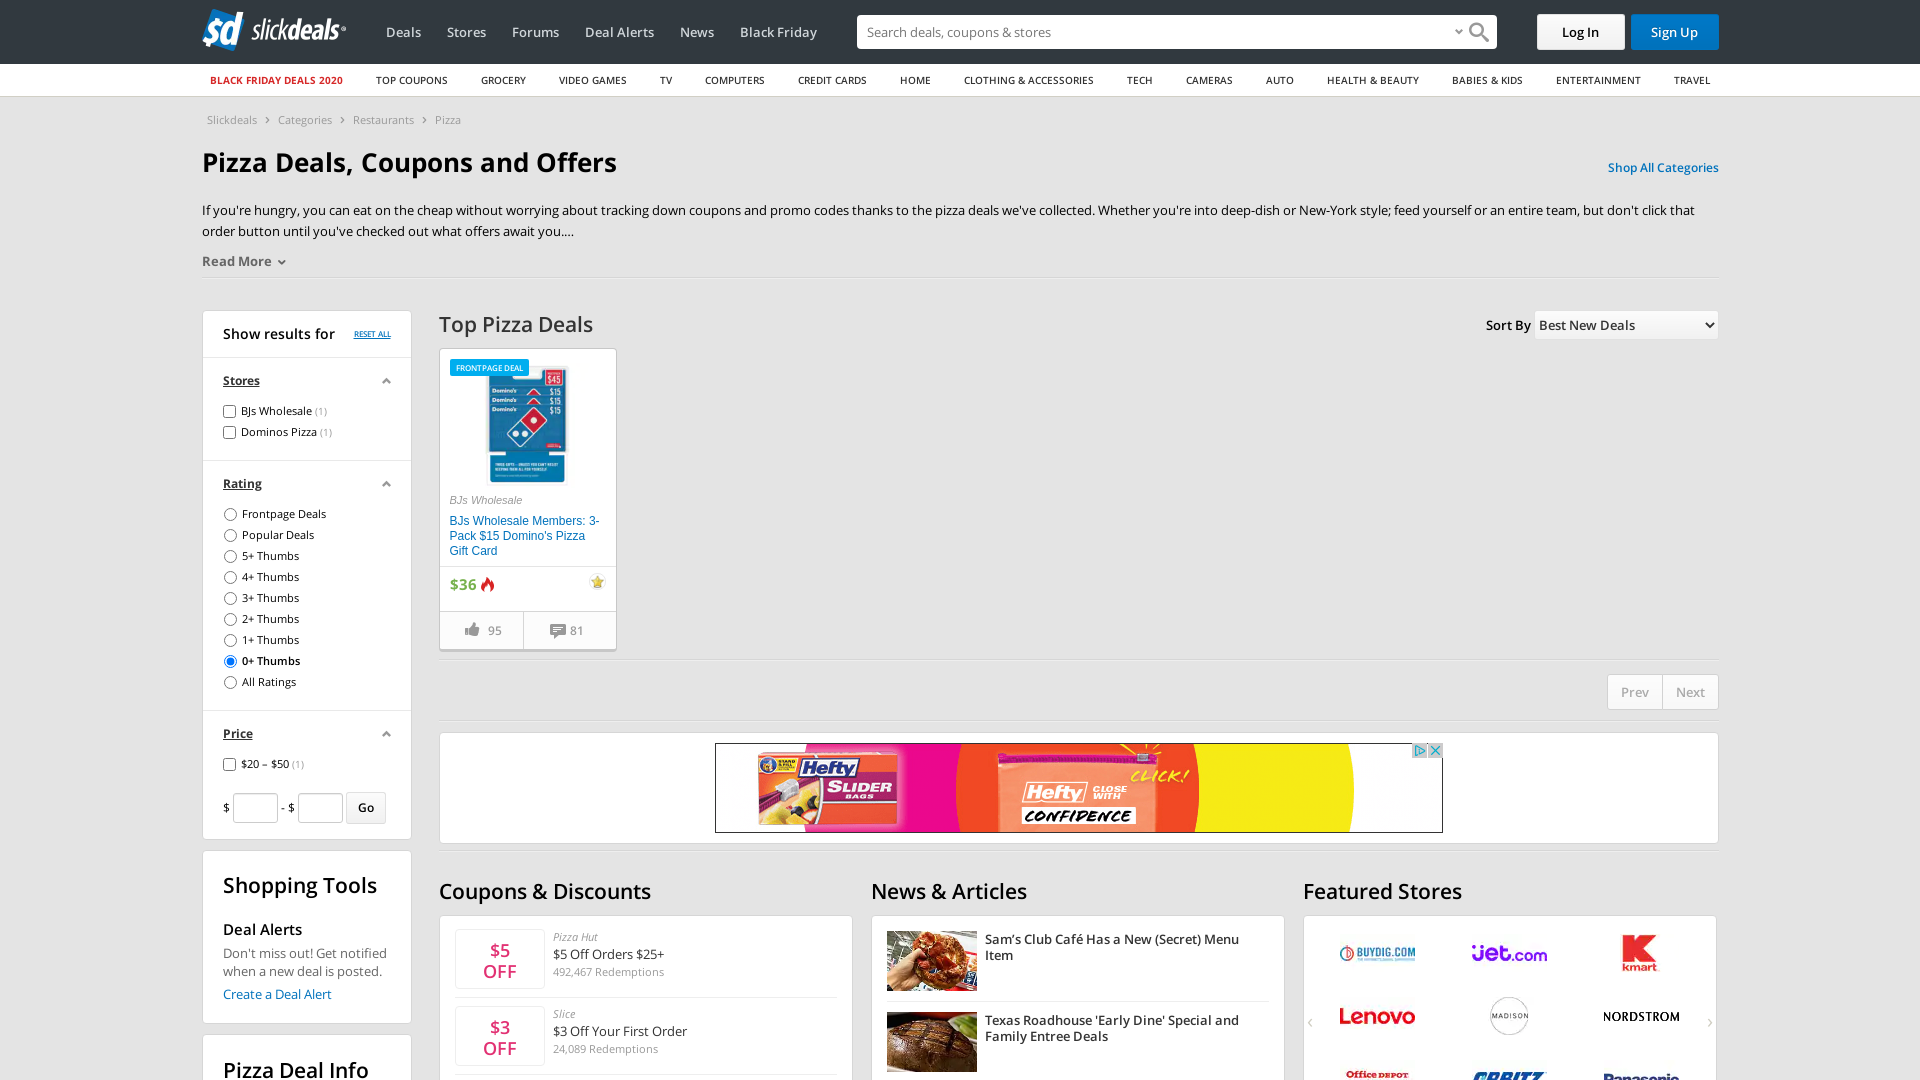 slickdeals
Deals
Stores
Forums
Deal Alerts
News
Black Friday
Search deals, coupons & stores
Log In
Sign Up
BLACK FRIDAY DEALS 2020
TOP COUPONS
GROCERY
VIDEO GAMES
TV
COMPUTERS
CREDIT CARDS
HOME
CLOTHING & ACCESSORIES
TECH
CAMERAS
AUTO
HEALTH & BEAUTY
BABIES & KIDS
ENTERTAINMENT
TRAVEL
Slickdeals › Categories › Restaurants › Pizza
Pizza Deals, Coupons and Offers
Shop All Categories
If you're hungry, you can eat on the cheap without worrying about tracking down coupons and promo codes thanks to the pizza deals we've collected. Whether you're into deep-dish or New-York style; feed yourself or an entire team, but don't click that
order button until you've checked out what offers await you....
Read More
Show results for
RESET ALL
Stores
BJs Wholesale (1)
Dominos Pizza (1)
Rating
Frontpage Deals
Popular Deals
5+ Thumbs
4+ Thumbs
3+ Thumbs
2+ Thumbs
1+ Thumbs
0+ Thumbs
All Ratings
Price
$20 – $50 (1)
$ - $ Go
Shopping Tools
Deal Alerts
Don't miss out! Get notified
when a new deal is posted.
Create a Deal Alert
Pizza Deal Info
Top Pizza Deals
Sort By Best New Deals
FRONTPAGE DEAL
$45
Domino's $15
Domino's $15
Domino's $15
BJs Wholesale
BJs Wholesale Members: 3-
Pack $15 Domino's Pizza
Gift Card
$36
95
81
Prev
Next
Hefty
SLIDER
BAGS
Hefty
CLOSE
WITH
CONFIDENCE
CLICK!
Coupons & Discounts
$5
OFF
Pizza Hut
$5 Off Orders $25+
492,467 Redemptions
$3
OFF
Slice
$3 Off Your First Order
24,089 Redemptions
News & Articles
Sam's Club Café Has a New (Secret) Menu
Item
Texas Roadhouse 'Early Dine' Special and
Family Entree Deals
Featured Stores
BUYDIG.COM
Jet.com
kmart
Lenovo
MADISON
NORDSTROM
Office DEPOT
ORBITZ
Panasonic